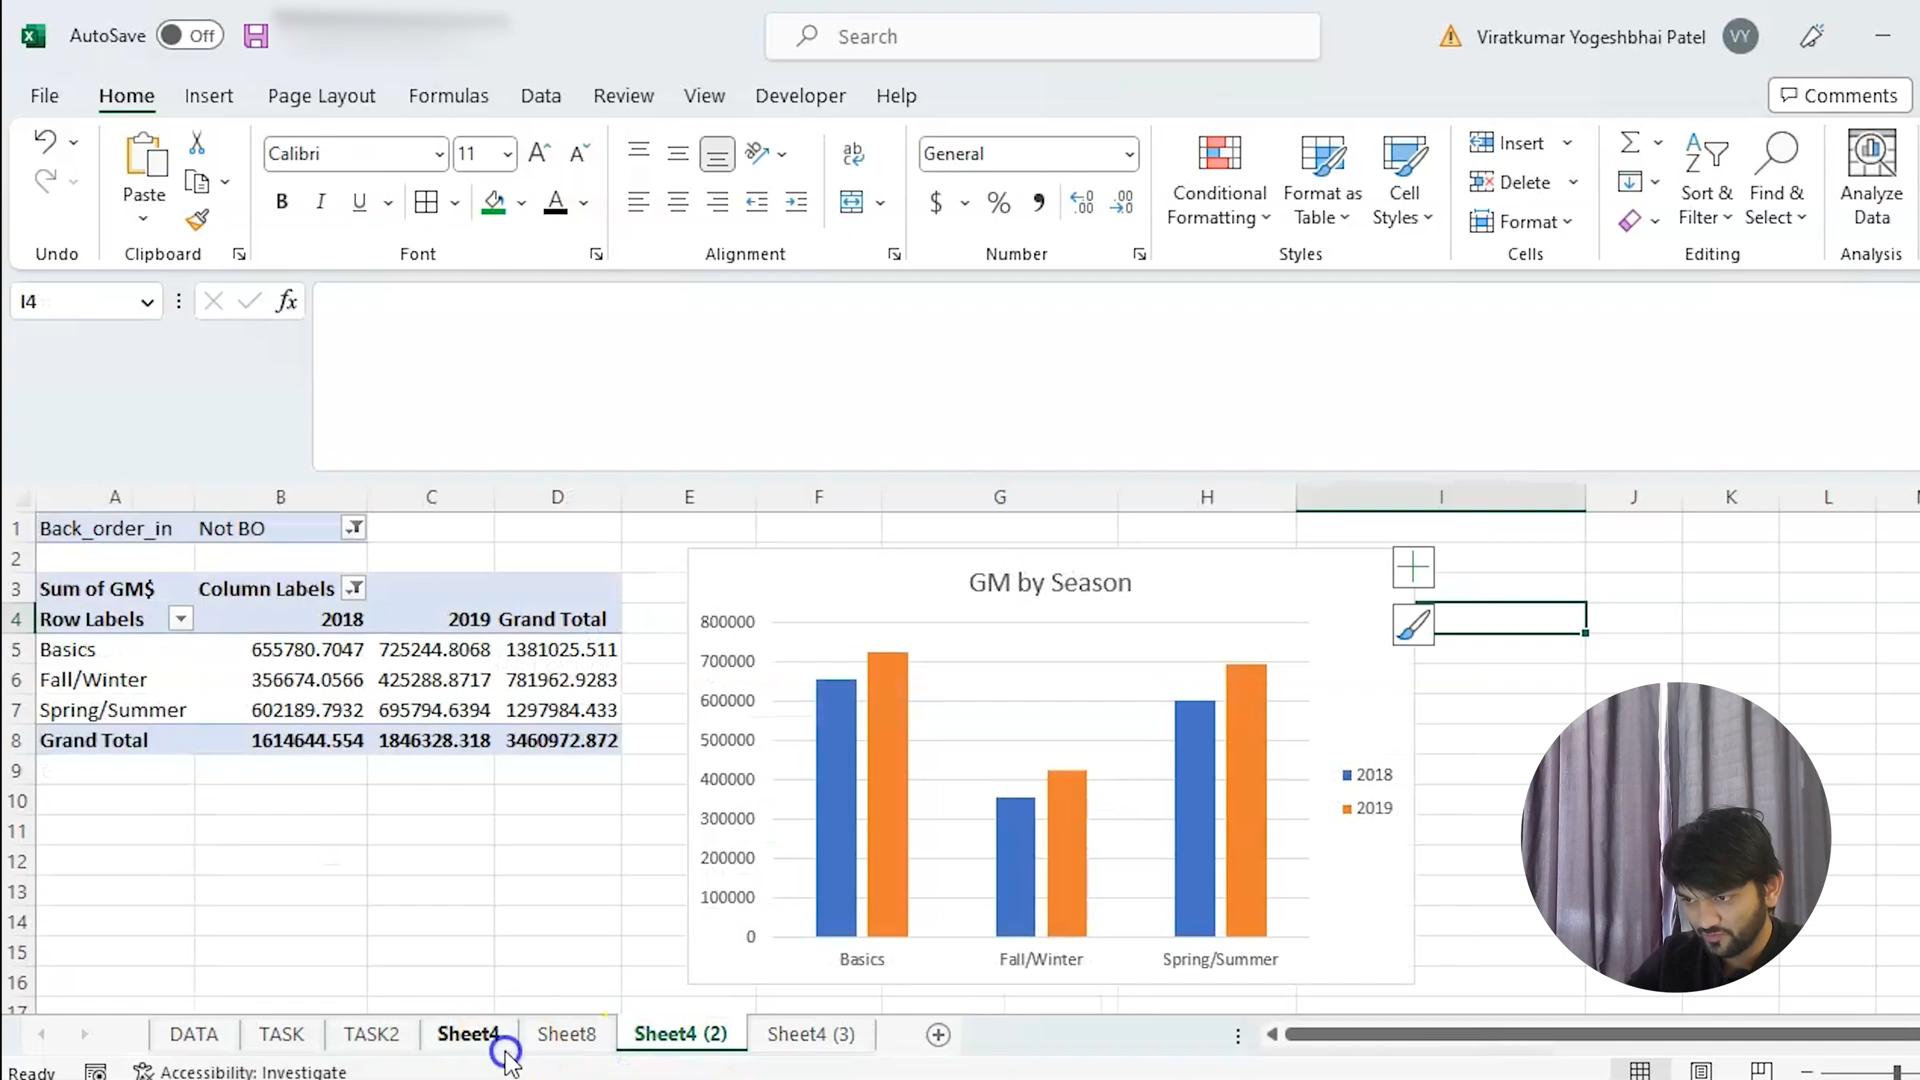 AutoSave Off
Search
Viratkumar Yogeshbhai Patel VY
File Home Insert Page Layout Formulas Data Review View Developer Help
Comments
Calibri 11
General
Paste
B I U
$ % 9
Conditional Formatting
Format as Table
Cell Styles
Insert
Delete
Format
Sort & Filter
Find & Select
Analyze Data
Undo Clipboard Font Alignment Number Styles Cells Editing Analysis
I4 fx
A B C D E F G H I J K L
1 Back_order_in Not BO
2
3 Sum of GM$ Column Labels
4 Row Labels 2018 2019 Grand Total
5 Basics 655780.7047 725244.8068 1381025.511
6 Fall/Winter 356674.0566 425288.8717 781962.9283
7 Spring/Summer 602189.7932 695794.6394 1297984.433
8 Grand Total 1614644.554 1846328.318 3460972.872
9
10
11
12
13
14
15
16
17
GM by Season
800000
700000
600000
500000
400000
300000
200000
100000
0
Basics Fall/Winter Spring/Summer
2018
2019
DATA TASK TASK2 Sheet4 Sheet8 Sheet4 (2) Sheet4 (3)
Ready Accessibility: Investigate